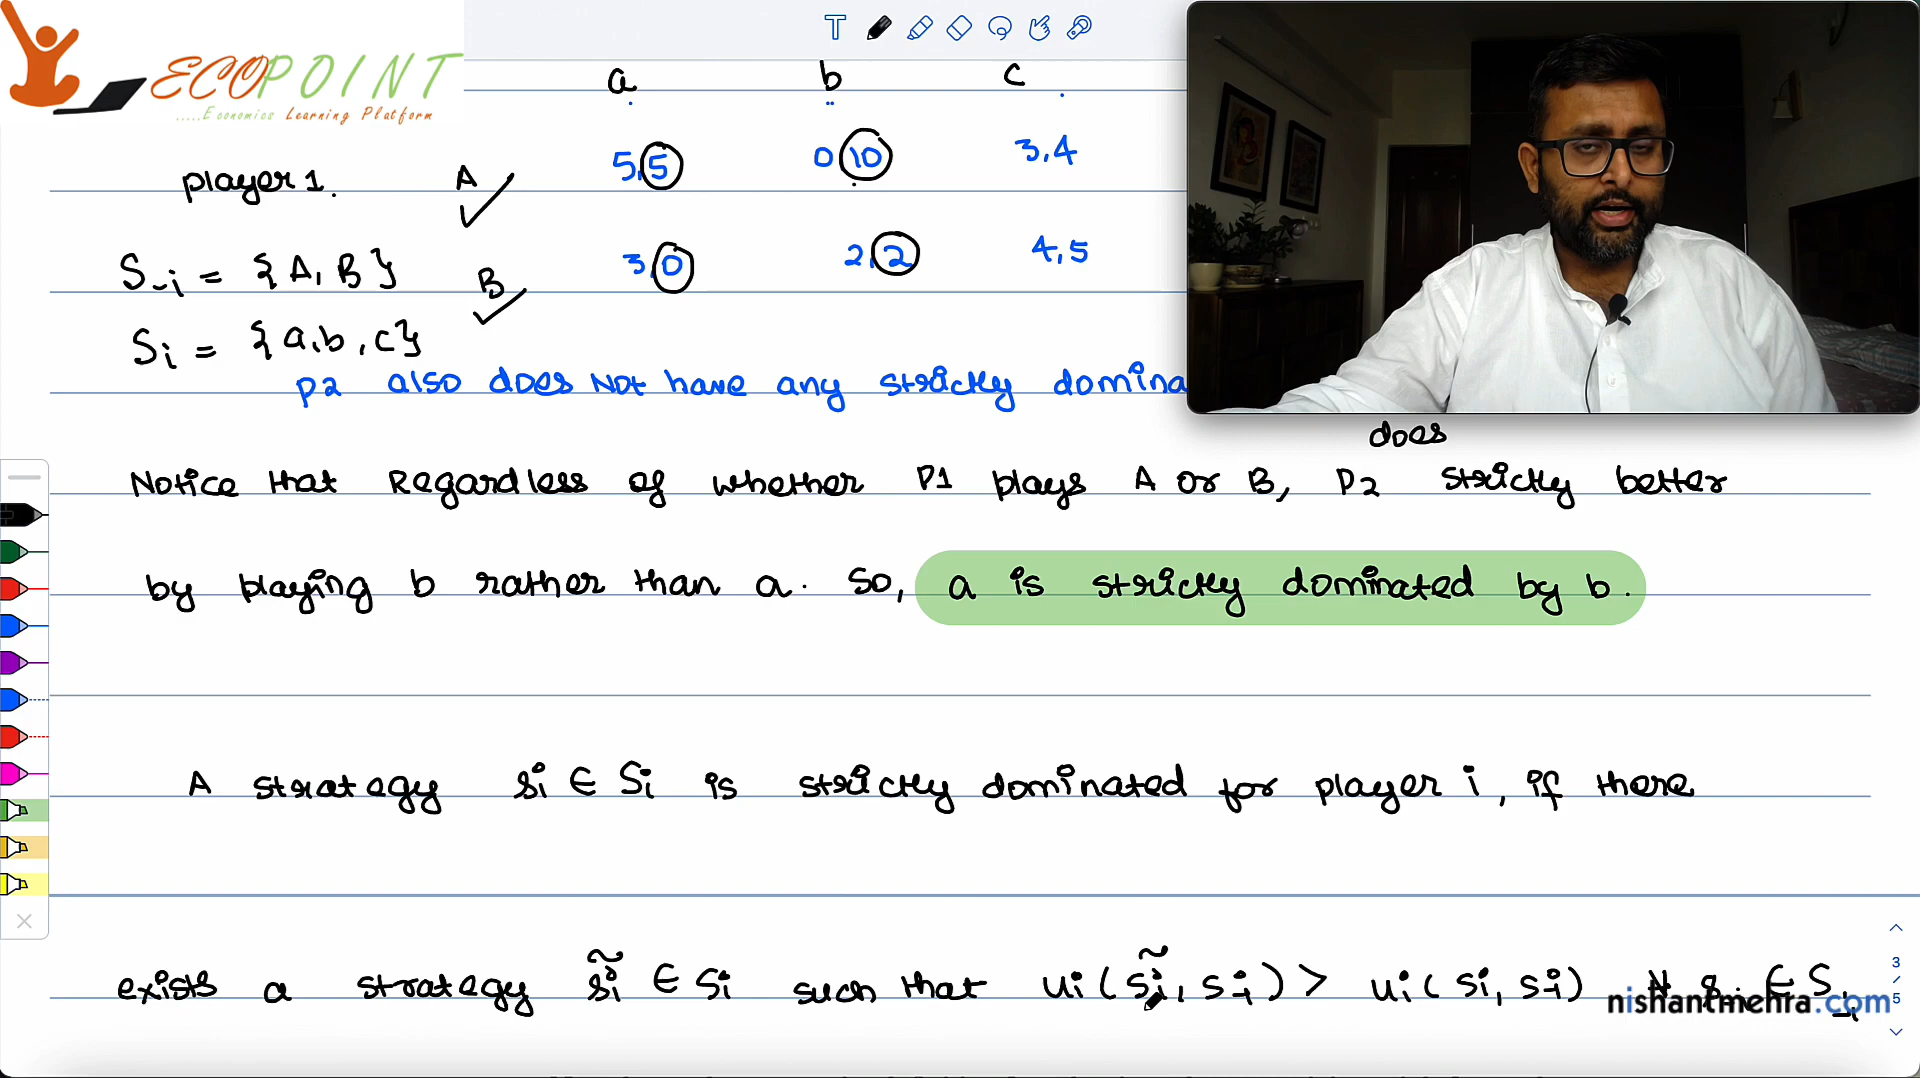 ECOPOINT
.....Economics Learning Platform
a b c
player 1. A 5,5 0 10 3,4
S-i = {A, B} B 3,0 2,2 4,5
Si = {a,b,c}
P2 also does Not have any strictly domina
does
Notice that Regardless of whether P1 plays A or B, P2 strictly better
by playing b rather than a. So, a is strictly dominated by b.
A strategy si ∈ Si is strictly dominated for player i, if there
exists a strategy s̃i ∈ Si such that ui(s̃i, s-i) > ui(si, s-i) ∀ s-i ∈ S-i
nishantmehra.com
3/5